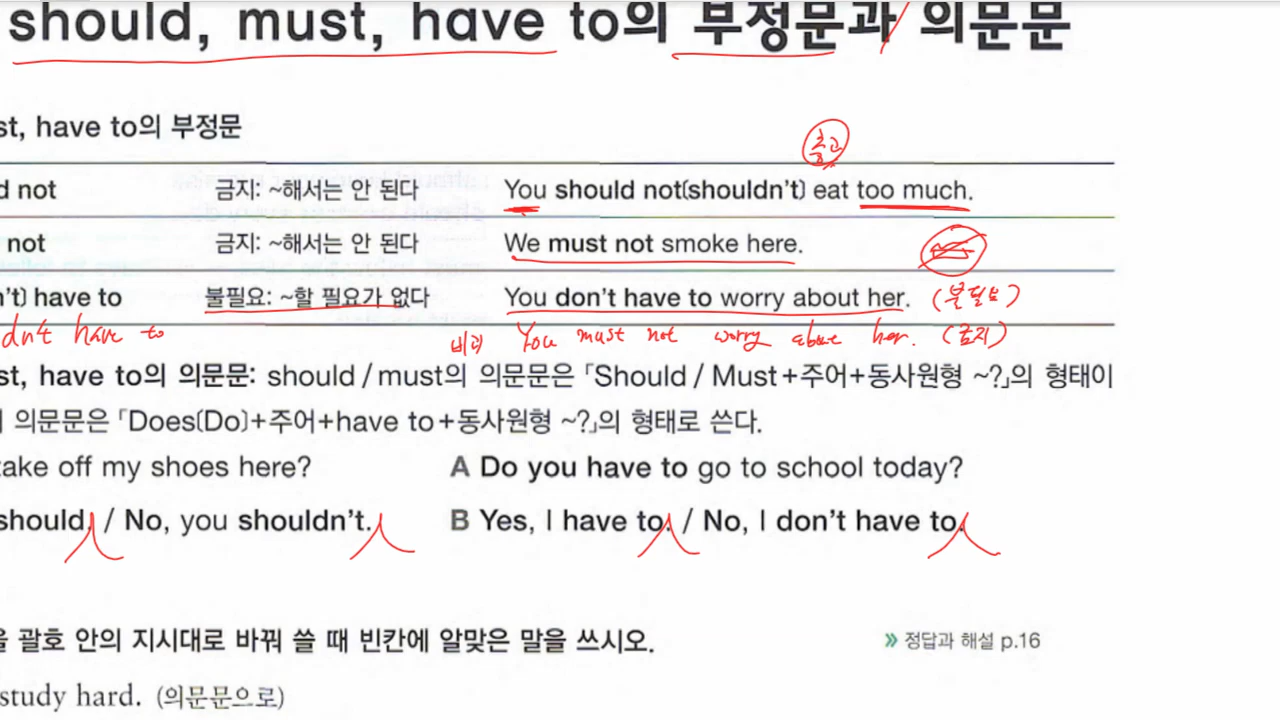 should, must, have to의 부정문과 의문문
st, have to의 부정문
충고
d not 금지: ~해서는 안 된다 You should not(shouldn't) eat too much.
not 금지: ~해서는 안 된다 We must not smoke here.
n't) have to 불필요: ~할 필요가 없다 You don't have to worry about her. (불필요)
dn't have to 비교 You must not worry about her. (금지)
st, have to의 의문문: should / must의 의문문은 「Should / Must+주어+동사원형 ~?」의 형태이
의문문은 「Does(Do)+주어+have to+동사원형 ~?」의 형태로 쓴다.
take off my shoes here? A Do you have to go to school today?
should. / No, you shouldn't. B Yes, I have to. / No, I don't have to.
을 괄호 안의 지시대로 바꿔 쓸 때 빈칸에 알맞은 말을 쓰시오. » 정답과 해설 p.16
study hard. (의문문으로)